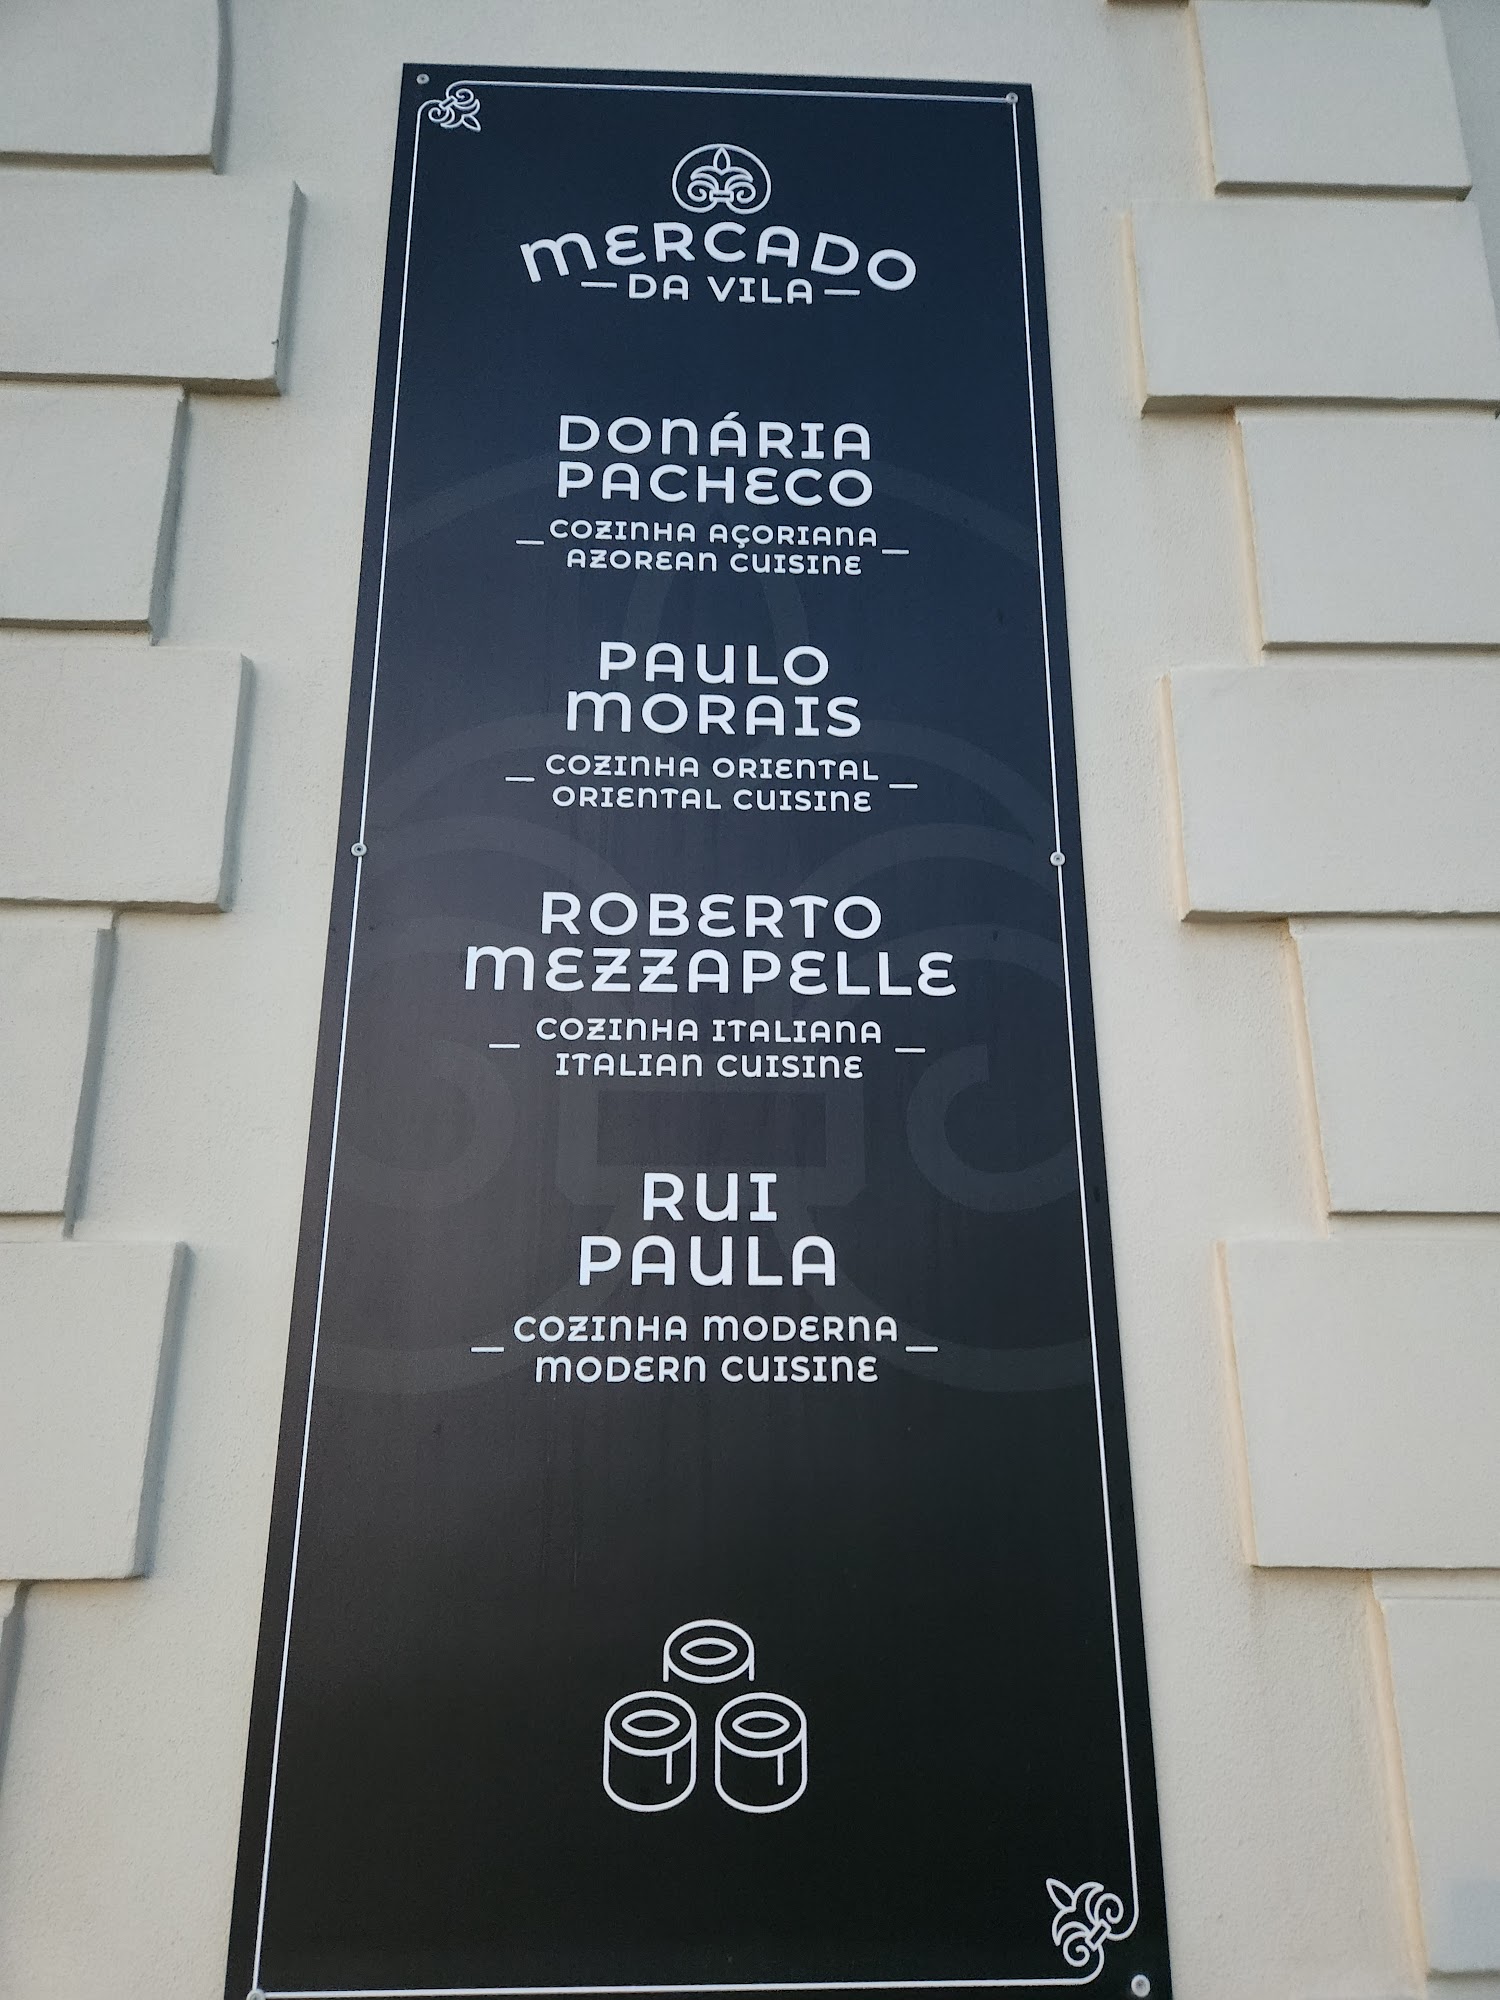 MERCADO
DA VILA
DONÁRIA
PACHECO
COZINHA AÇORIANA
AZOREAN CUISINE
PAULO
MORAIS
COZINHA ORIENTAL
ORIENTAL CUISINE
ROBERTO
MEZZAPELLE
COZINHA ITALIANA
ITALIAN CUISINE
RUI
PAULA
COZINHA MODERNA
MODERN CUISINE